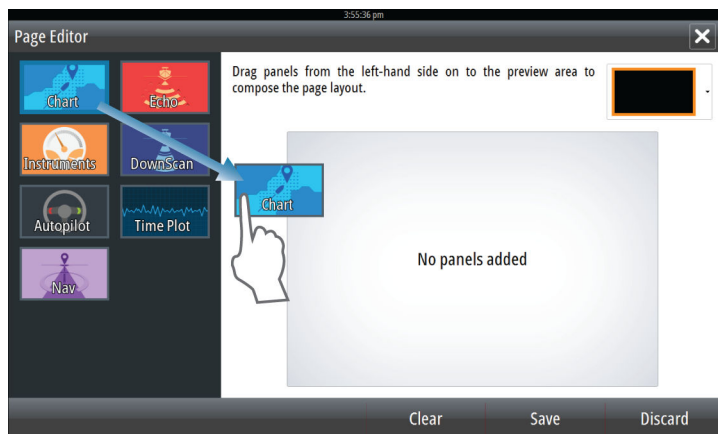 3:55:36 pm
Page Editor
Chart
Echo
Instruments
DownScan
Autopilot
Time Plot
Nav
Drag panels from the left-hand side on to the preview area to
compose the page layout.
Chart
No panels added
Clear
Save
Discard